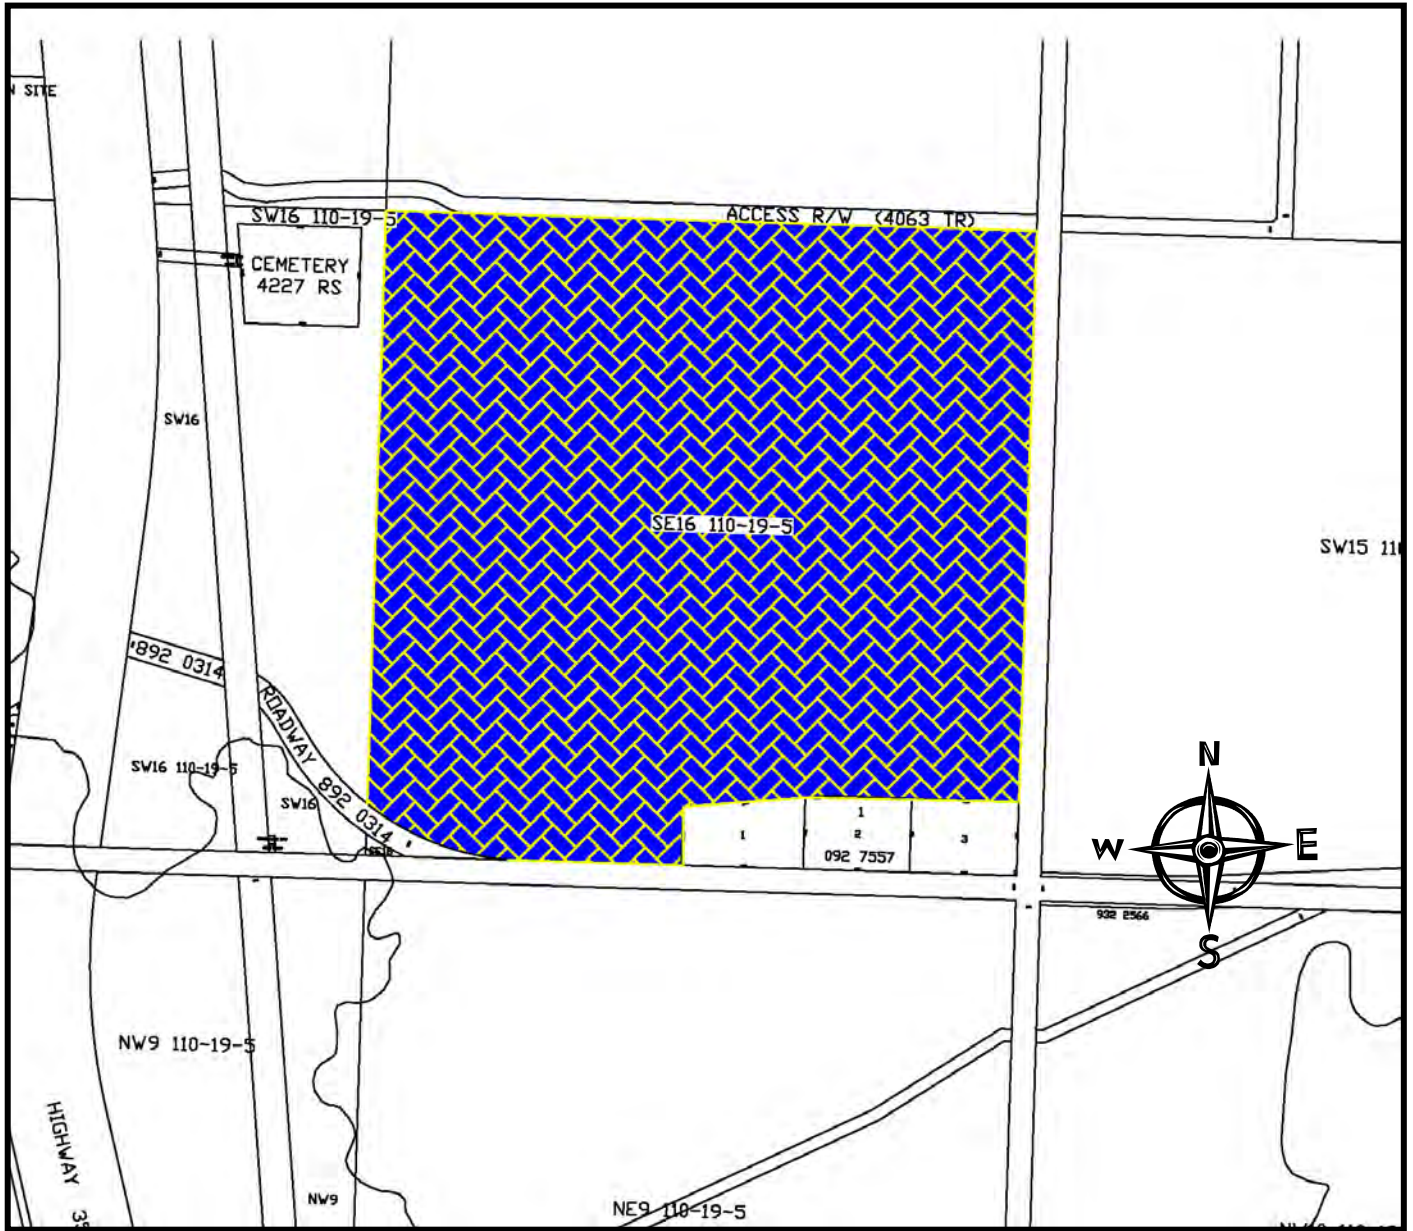 N SITE
SW16 110-19-5
ACCESS R/W (4063 TR)
CEMETERY
4227 RS
SW16
SE16 110-19-5
SW15 110
892 0314
ROADWAY 892 0314
SW16 110-19-5
SW16
1
1
2
3
092 7557
N
W
E
S
932 2566
NW9 110-19-5
HIGHWAY 35
NW9
NE9 110-19-5